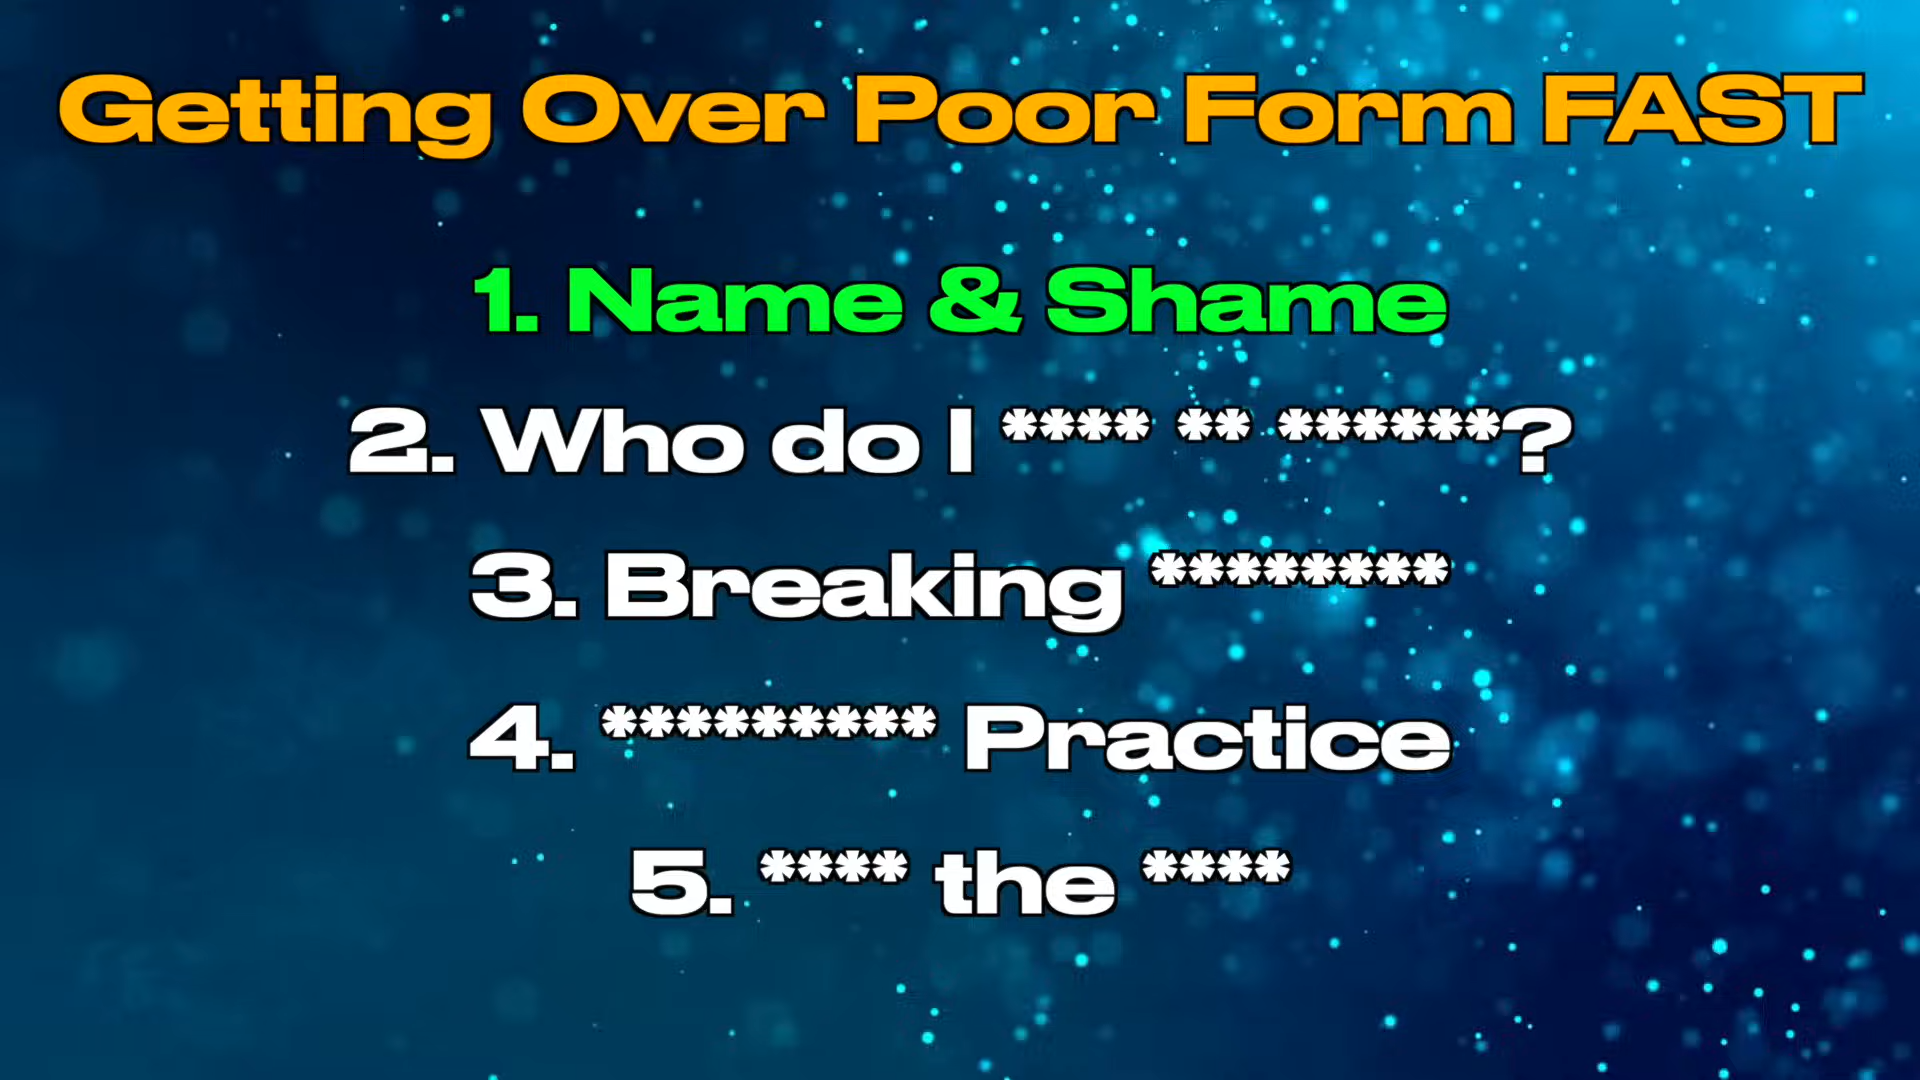 Getting Over Poor Form FAST
1. Name & Shame
2. Who do I **** ** ******?
3. Breaking ********
4. ********* Practice
5. **** the ****